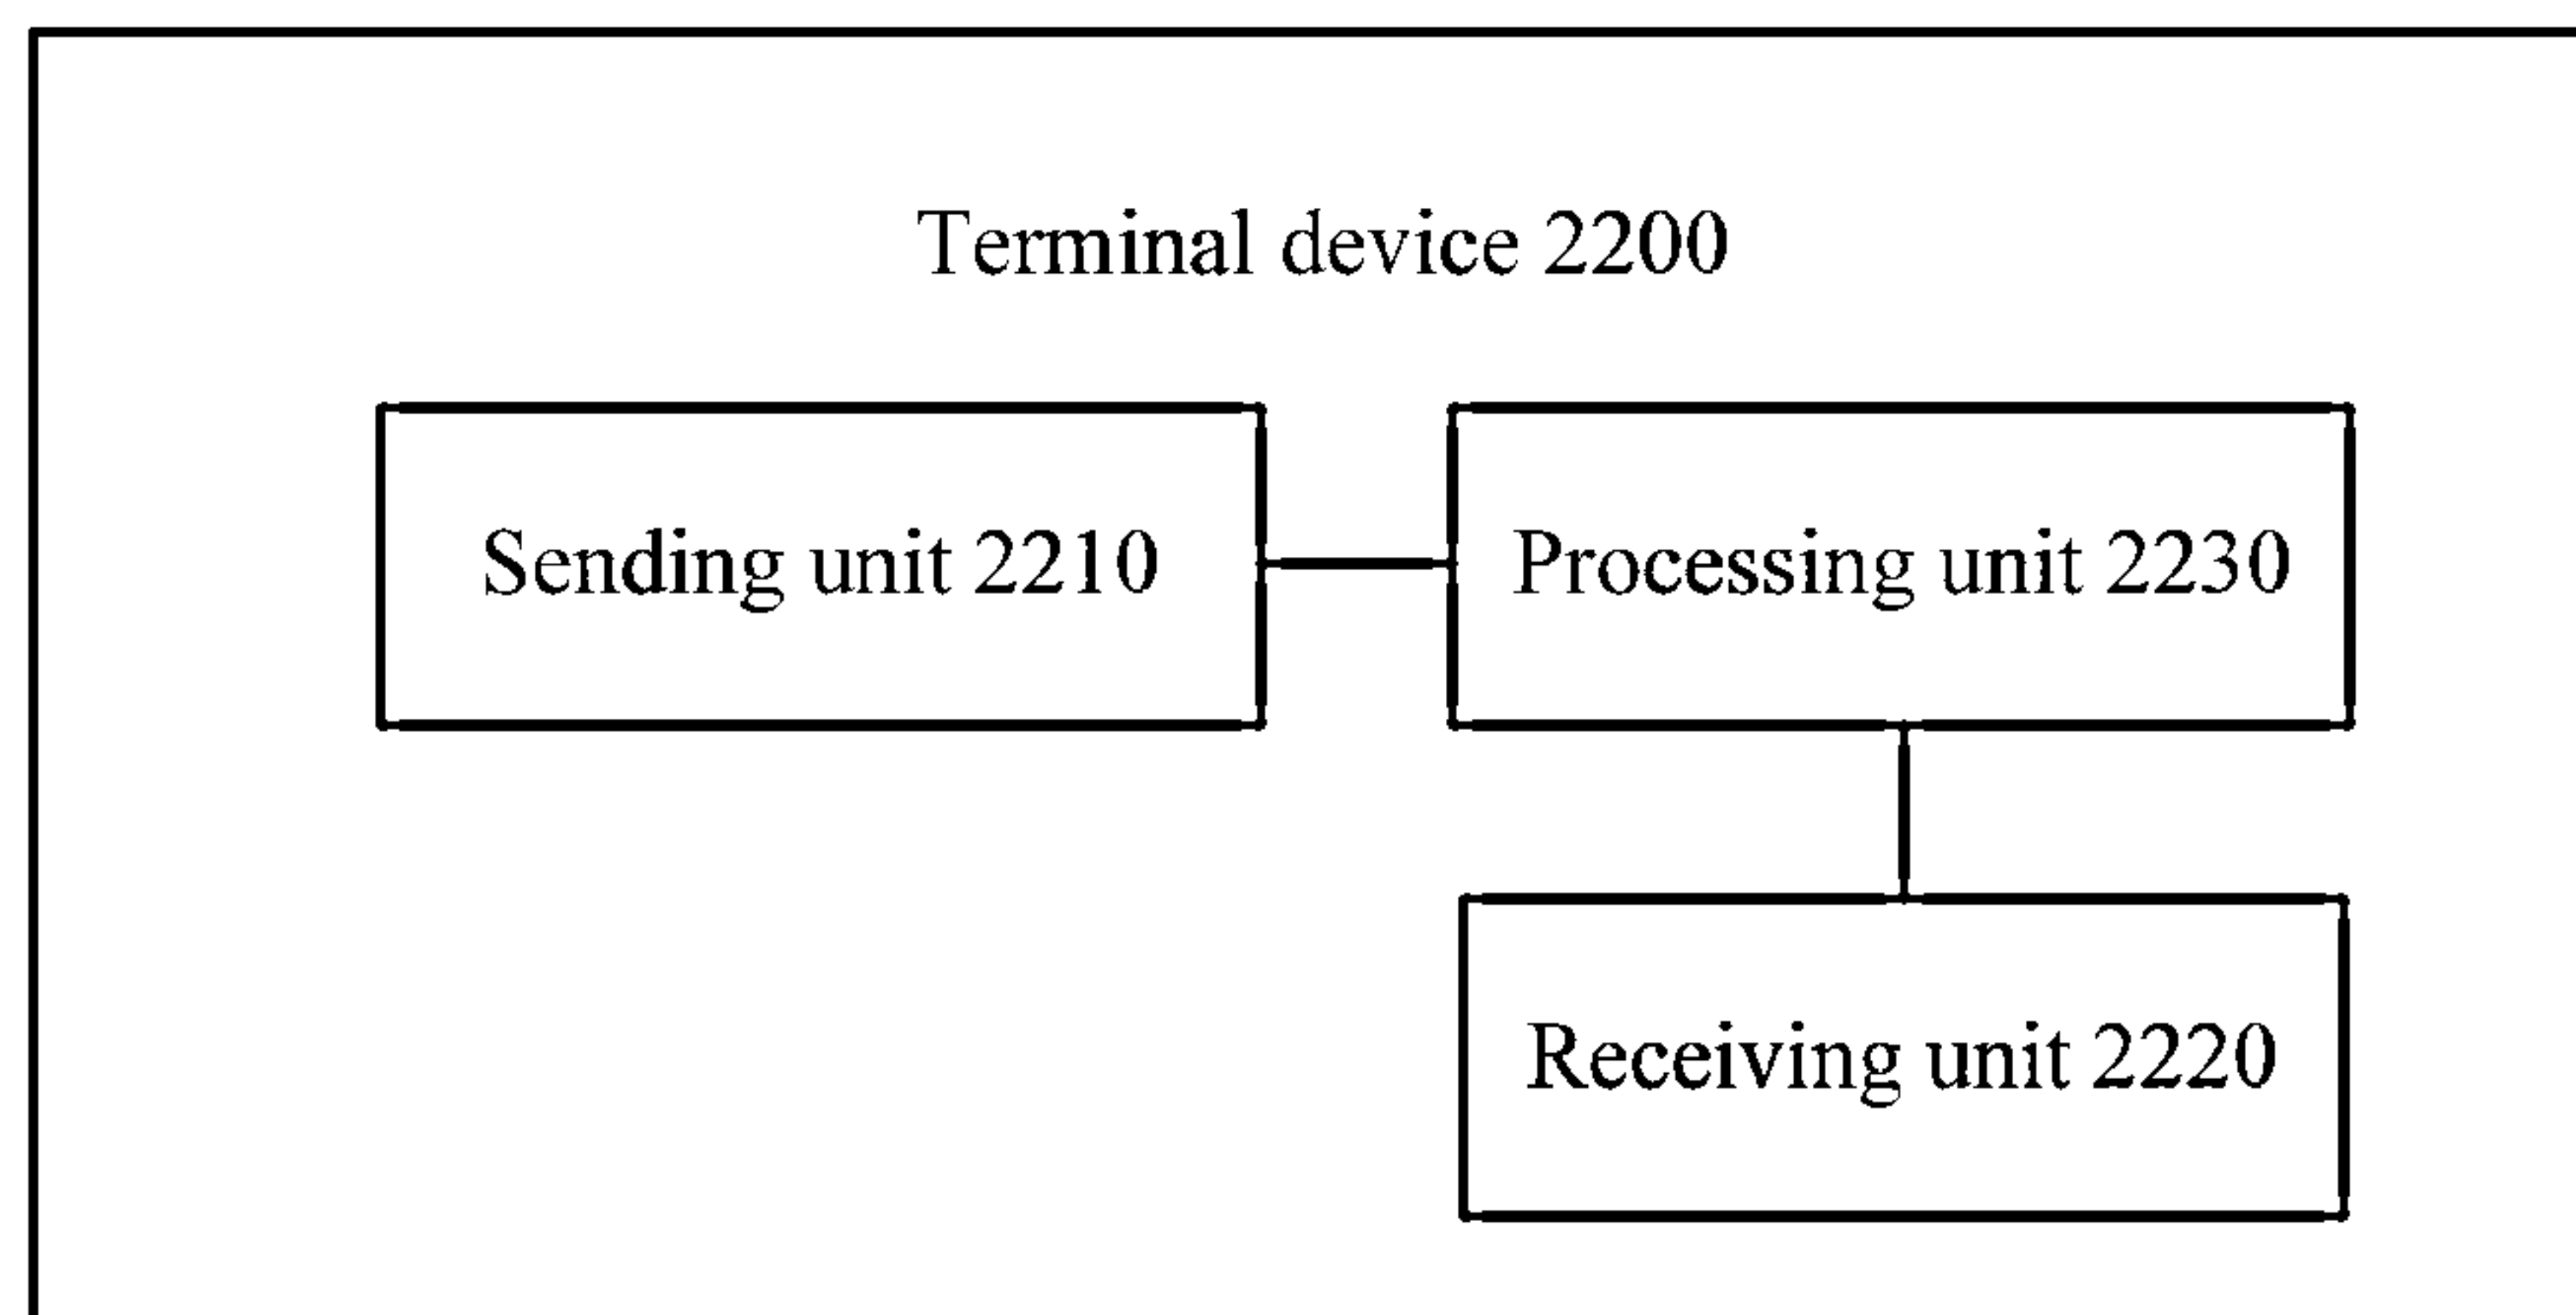 Terminal device 2200
Sending unit 2210
Processing unit 2230
Receiving unit 2220